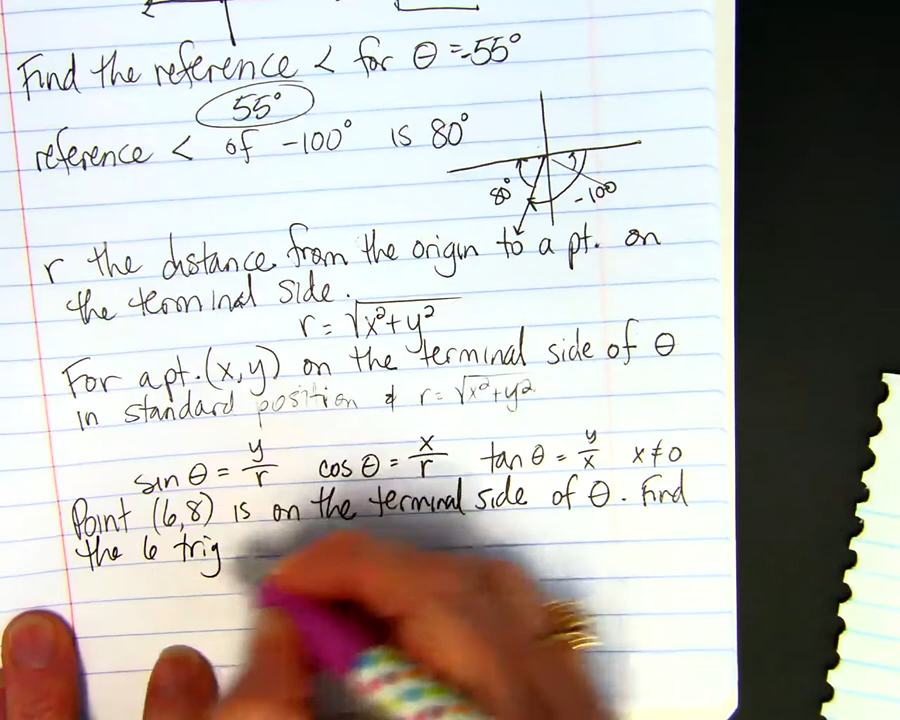 Find the reference < for θ = -55°
55°
reference < of -100° is 80°
80°
-100
r the distance from the origin to a pt. on
the terminal side.
r = √x²+y²
For a pt. (x,y) on the terminal side of θ
in standard position & r = √x²+y²
sin θ = y/r cos θ = x/r tan θ = y/x x≠0
Point (6,8) is on the terminal side of θ. Find
the 6 trig